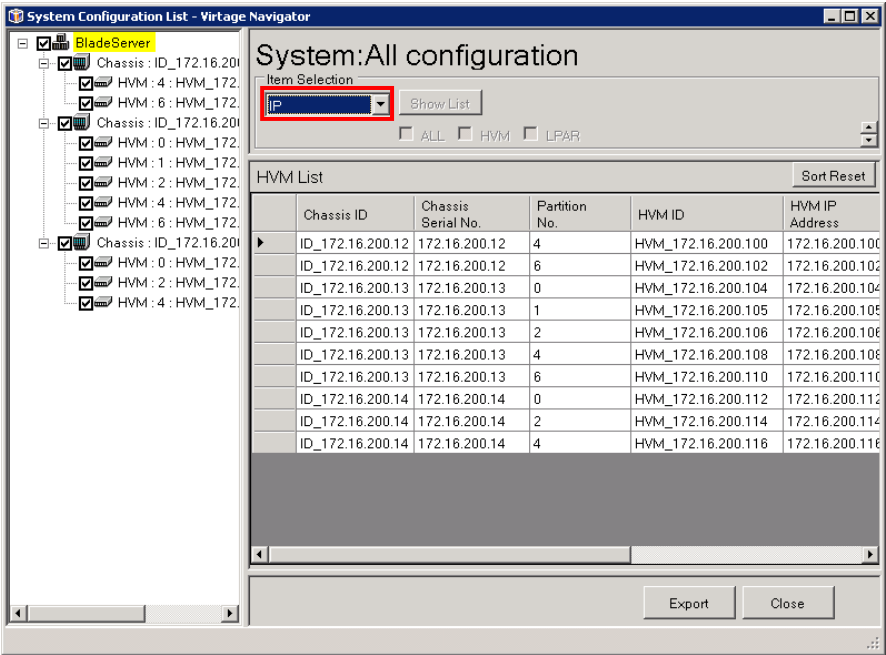 System Configuration List - Virtage Navigator
BladeServer
Chassis : ID_172.16.20
HVM : 4 : HVM_172.
HVM : 6 : HVM_172.
Chassis : ID_172.16.20
HVM : 0 : HVM_172.
HVM : 1 : HVM_172.
HVM : 2 : HVM_172.
HVM : 4 : HVM_172.
HVM : 6 : HVM_172.
Chassis : ID_172.16.20
HVM : 0 : HVM_172.
HVM : 2 : HVM_172.
HVM : 4 : HVM_172.
System:All configuration
Item Selection
IP Show List
ALL HVM LPAR
HVM List Sort Reset
Chassis ID Chassis Serial No. Partition No. HVM ID HVM IP Address
ID_172.16.200.12 172.16.200.12 4 HVM_172.16.200.100 172.16.200.100
ID_172.16.200.12 172.16.200.12 6 HVM_172.16.200.102 172.16.200.102
ID_172.16.200.13 172.16.200.13 0 HVM_172.16.200.104 172.16.200.104
ID_172.16.200.13 172.16.200.13 1 HVM_172.16.200.105 172.16.200.105
ID_172.16.200.13 172.16.200.13 2 HVM_172.16.200.106 172.16.200.106
ID_172.16.200.13 172.16.200.13 4 HVM_172.16.200.108 172.16.200.108
ID_172.16.200.13 172.16.200.13 6 HVM_172.16.200.110 172.16.200.110
ID_172.16.200.14 172.16.200.14 0 HVM_172.16.200.112 172.16.200.112
ID_172.16.200.14 172.16.200.14 2 HVM_172.16.200.114 172.16.200.114
ID_172.16.200.14 172.16.200.14 4 HVM_172.16.200.116 172.16.200.116
Export Close